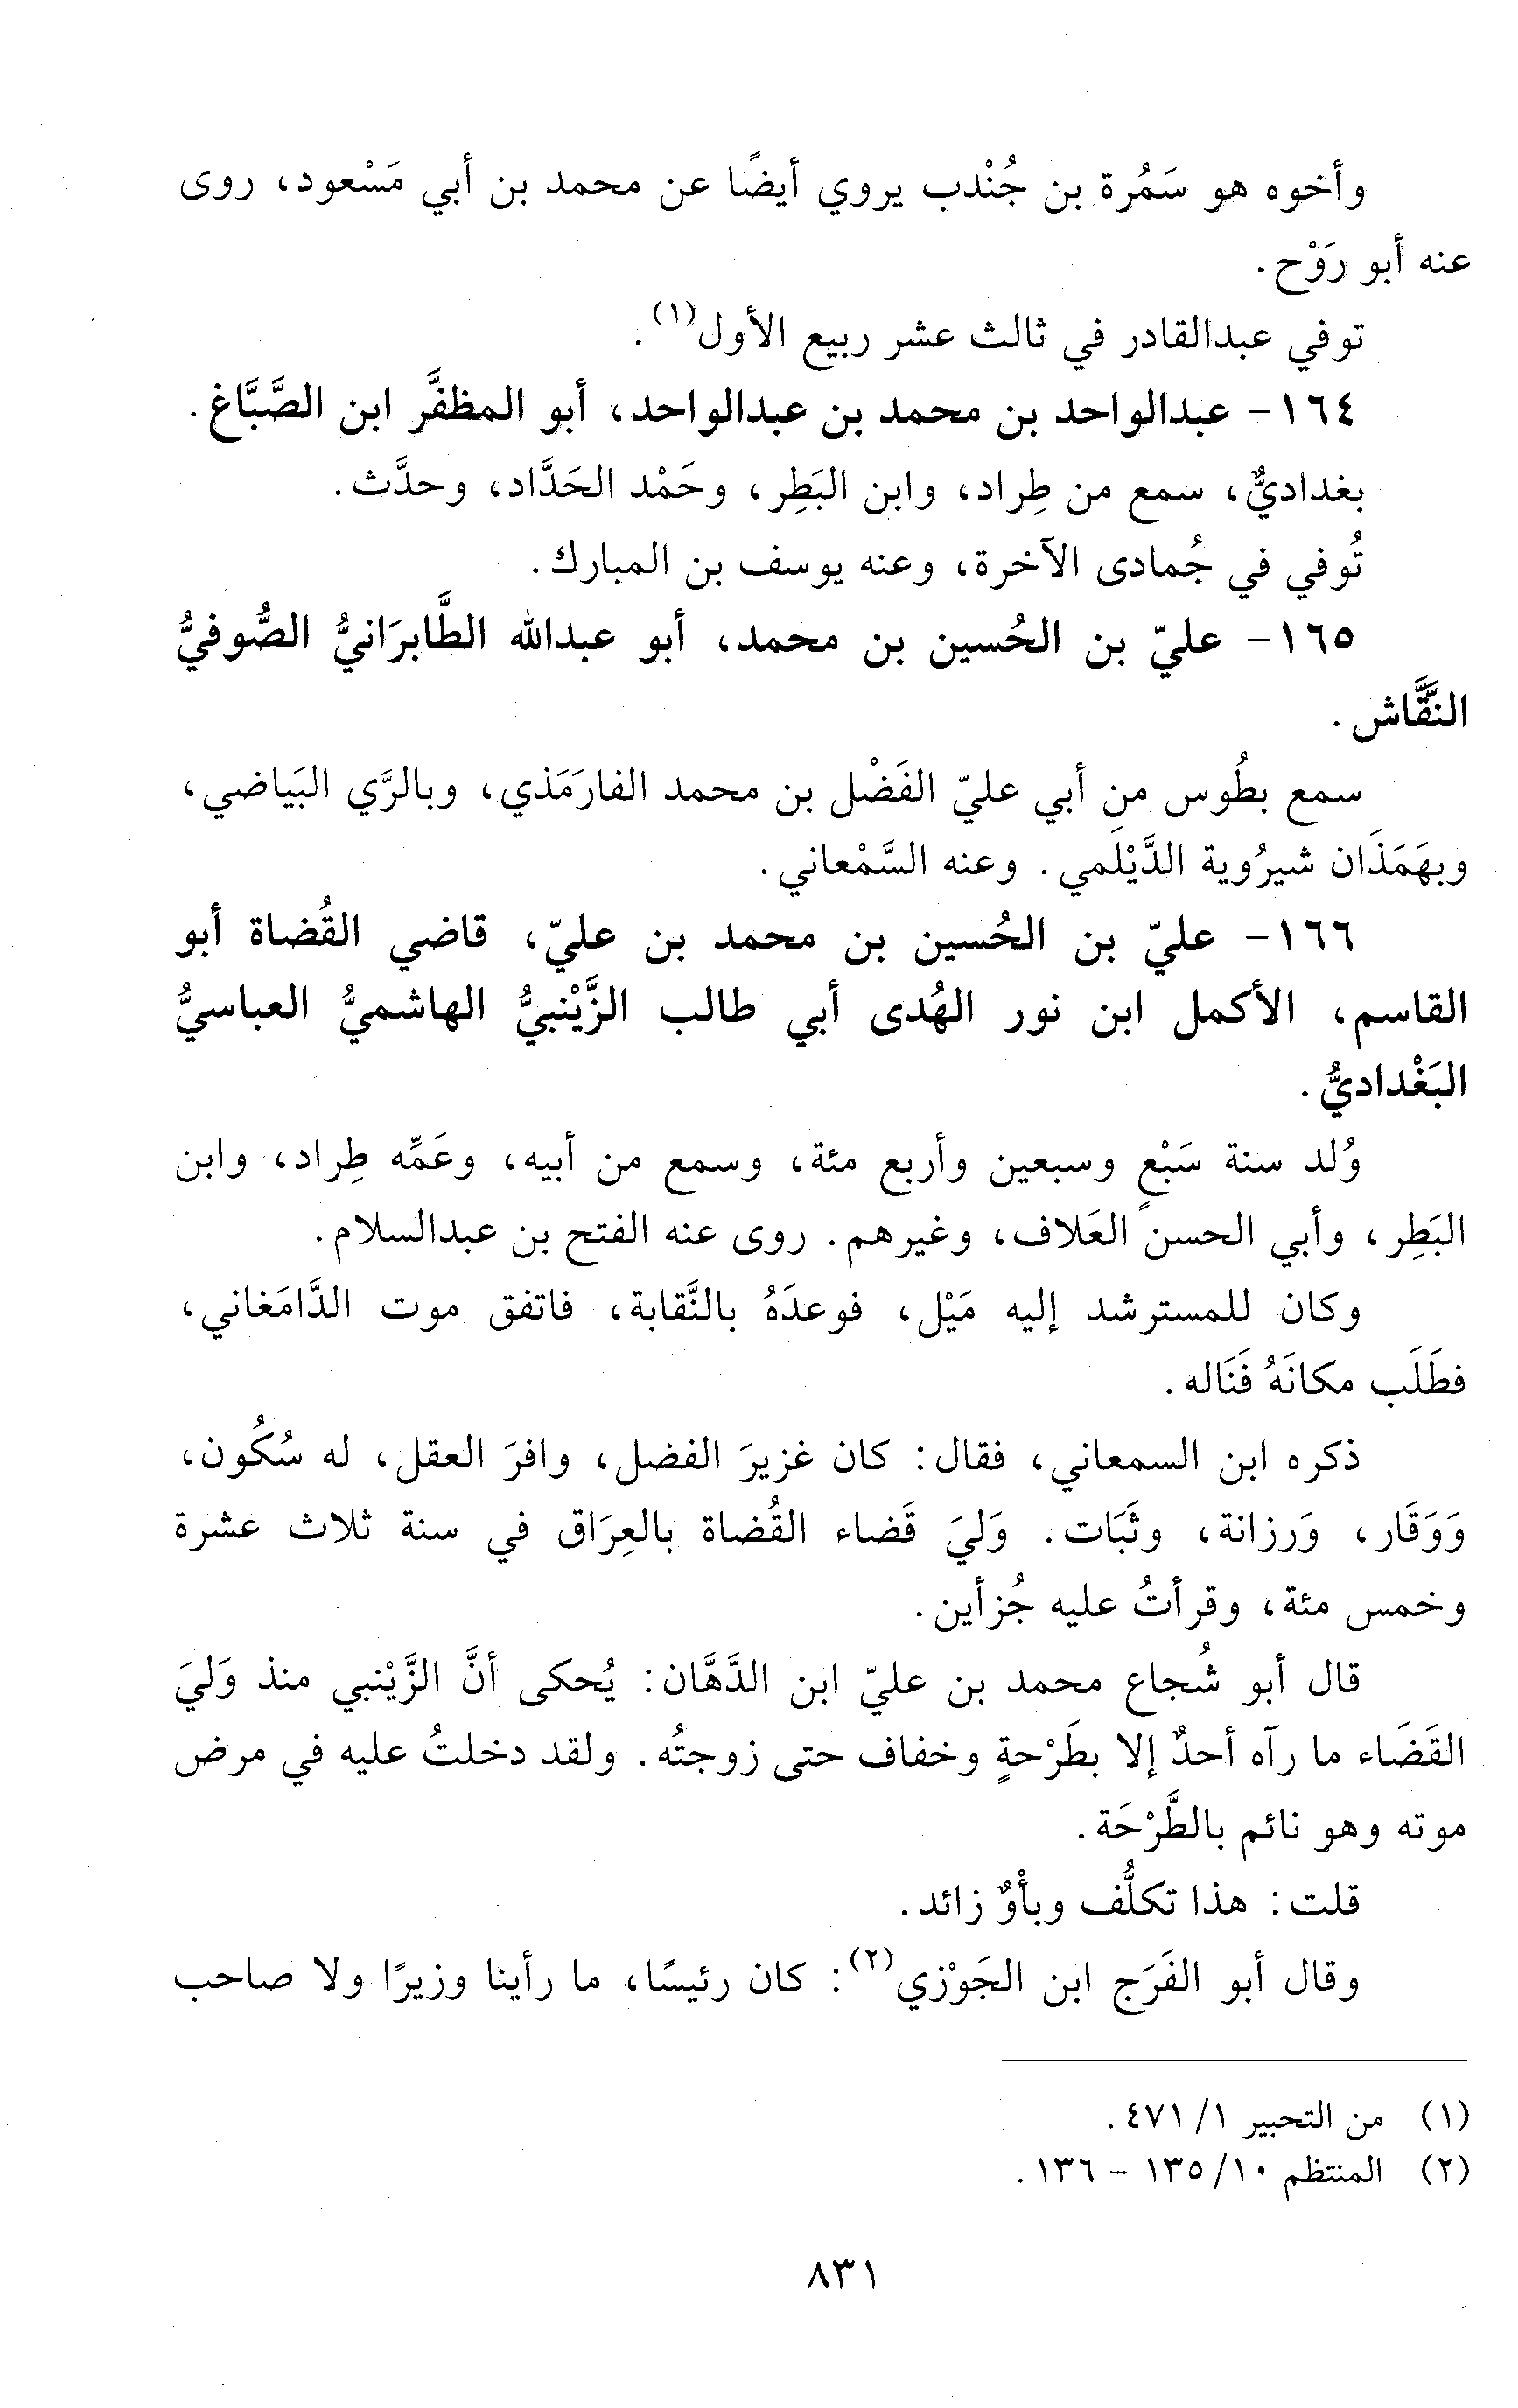 وأخوه هو سَمُرة بن جُنْدب يروي أيضًا عن محمد بن أبي مَسْعود، روى
عنه أبو رَوْح.
توفي عبدالقادر في ثالث عشر ربيع الأول(١).
١٦٤- عبدالواحد بن محمد بن عبدالواحد، أبو المظفَّر ابن الصَّبَّاغ.
بغداديٌّ، سمع من طِراد، وابن البَطِر، وحَمْد الحَدَّاد، وحدَّث.
تُوفي في جُمادى الآخرة، وعنه يوسف بن المبارك.
١٦٥- عليّ بن الحُسين بن محمد، أبو عبدالله الطَّابرَانيُّ الصُّوفيُّ
النَّقَّاش.
سمع بطُوس من أبي عليّ الفَضْل بن محمد الفارَمَذي، وبالرَّي البَياضي،
وبهَمَذَان شيرُوية الدَّيْلَمي. وعنه السَّمْعاني.
١٦٦- عليّ بن الحُسين بن محمد بن عليّ، قاضي القُضاة أبو
القاسم، الأكمل ابن نور الهُدى أبي طالب الزَّيْنبيُّ الهاشميُّ العباسيُّ
البَغْداديُّ.
وُلد سنة سَبْعٍ وسبعين وأربع مئة، وسمع من أبيه، وعَمِّه طِراد، وابن
البَطِر، وأبي الحسن العَلاف، وغيرهم. روى عنه الفتح بن عبدالسلام.
وكان للمسترشد إليه مَيْل، فوعدَهُ بالنَّقابة، فاتفق موت الدَّامَغاني،
فطَلَب مكانَهُ فَنَاله.
ذكره ابن السمعاني، فقال: كان غزيرَ الفضل، وافرَ العقل، له سُكُون،
وَوَقَار، وَرزانة، وثَبَات. وَليَ قَضاء القُضاة بالعِرَاق في سنة ثلاث عشرة
وخمس مئة، وقرأتُ عليه جُزأين.
قال أبو شُجاع محمد بن عليّ ابن الدَّهَّان: يُحكى أنَّ الزَّيْنبي منذ وَليَ
القَضَاء ما رآه أحدٌ إلا بطَرْحةٍ وخفاف حتى زوجتُه. ولقد دخلتُ عليه في مرض
موته وهو نائم بالطَّرْحَة.
قلت: هذا تكلُّف وبأْوٌ زائد.
وقال أبو الفَرَج ابن الجَوْزي(٢): كان رئيسًا، ما رأينا وزيرًا ولا صاحب
(١) من التحبير ١/ ٤٧١.
(٢) المنتظم ١٠/ ١٣٥ - ١٣٦.
٨٣١